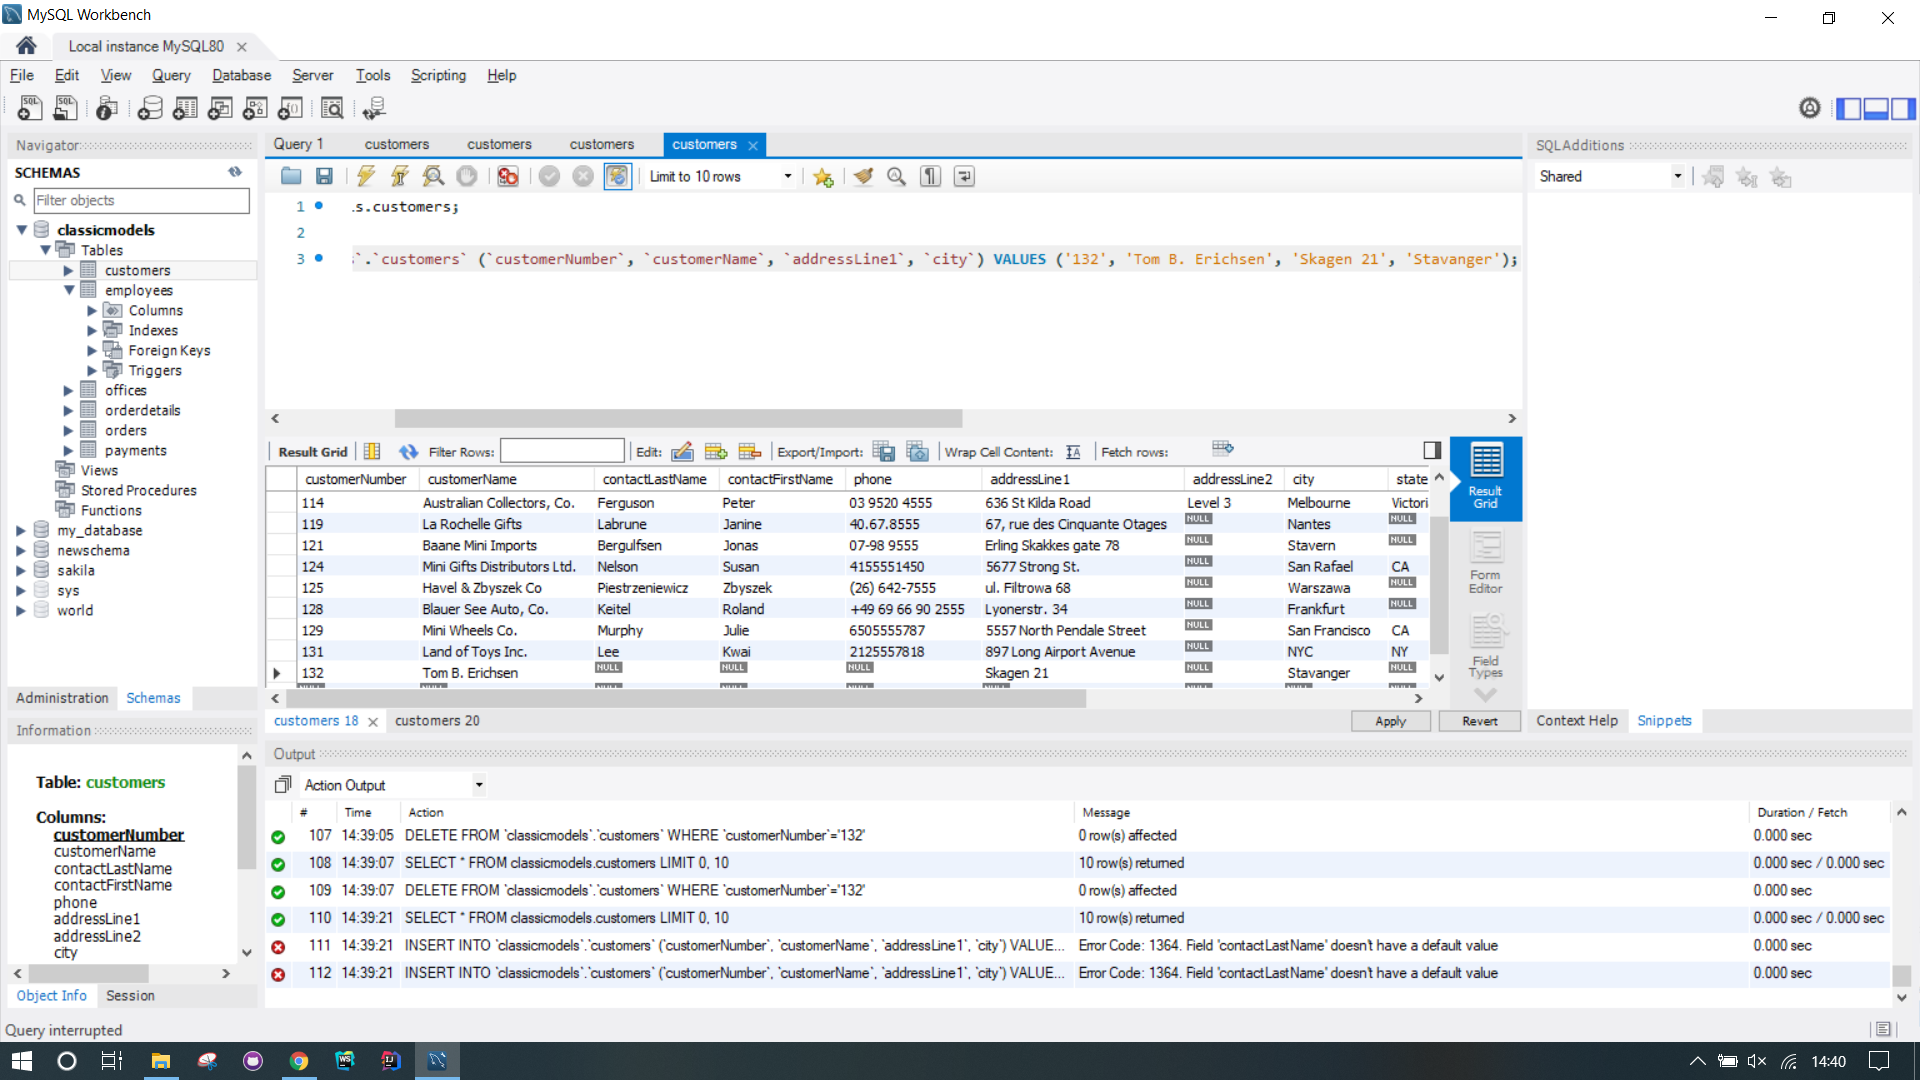 MySQL Workbench
Local instance MySQL80
File Edit View Query Database Server Tools Scripting Help
Navigator
SCHEMAS
Filter objects
classicmodels
Tables
customers
employees
Columns
Indexes
Foreign Keys
Triggers
offices
orderdetails
orders
payments
Views
Stored Procedures
Functions
my_database
newschema
sakila
sys
world
Administration Schemas
Information
Table: customers
Columns:
customerNumber
customerName
contactLastName
contactFirstName
phone
addressLine1
addressLine2
city
Object Info Session
Query 1 customers customers customers customers
Limit to 10 rows
1 .s.customers;
2
3 `.`customers` (`customerNumber`, `customerName`, `addressLine1`, `city`) VALUES ('132', 'Tom B. Erichsen', 'Skagen 21', 'Stavanger');
Result Grid Filter Rows: Edit: Export/Import: Wrap Cell Content: Fetch rows:
customerNumber customerName contactLastName contactFirstName phone addressLine1 addressLine2 city state
114 Australian Collectors, Co. Ferguson Peter 03 9520 4555 636 St Kilda Road Level 3 Melbourne Victori
119 La Rochelle Gifts Labrune Janine 40.67.8555 67, rue des Cinquante Otages NULL Nantes NULL
121 Baane Mini Imports Bergulfsen Jonas 07-98 9555 Erling Skakkes gate 78 NULL Stavern NULL
124 Mini Gifts Distributors Ltd. Nelson Susan 4155551450 5677 Strong St. NULL San Rafael CA
125 Havel & Zbyszek Co Piestrzeniewicz Zbyszek (26) 642-7555 ul. Filtrowa 68 NULL Warszawa NULL
128 Blauer See Auto, Co. Keitel Roland +49 69 66 90 2555 Lyonerstr. 34 NULL Frankfurt NULL
129 Mini Wheels Co. Murphy Julie 6505555787 5557 North Pendale Street NULL San Francisco CA
131 Land of Toys Inc. Lee Kwai 2125557818 897 Long Airport Avenue NULL NYC NY
132 Tom B. Erichsen NULL NULL NULL Skagen 21 NULL Stavanger NULL
Result Grid
Form Editor
Field Types
customers 18 customers 20 Apply Revert
SQLAdditions
Shared
Context Help Snippets
Output
Action Output
# Time Action Message Duration / Fetch
107 14:39:05 DELETE FROM `classicmodels`.`customers` WHERE `customerNumber`='132' 0 row(s) affected 0.000 sec
108 14:39:07 SELECT * FROM classicmodels.customers LIMIT 0, 10 10 row(s) returned 0.000 sec / 0.000 sec
109 14:39:07 DELETE FROM `classicmodels`.`customers` WHERE `customerNumber`='132' 0 row(s) affected 0.000 sec
110 14:39:21 SELECT * FROM classicmodels.customers LIMIT 0, 10 10 row(s) returned 0.000 sec / 0.000 sec
111 14:39:21 INSERT INTO `classicmodels`.`customers` (`customerNumber`, `customerName`, `addressLine1`, `city`) VALUE... Error Code: 1364. Field 'contactLastName' doesn't have a default value 0.000 sec
112 14:39:21 INSERT INTO `classicmodels`.`customers` (`customerNumber`, `customerName`, `addressLine1`, `city`) VALUE... Error Code: 1364. Field 'contactLastName' doesn't have a default value 0.000 sec
Query interrupted
14:40